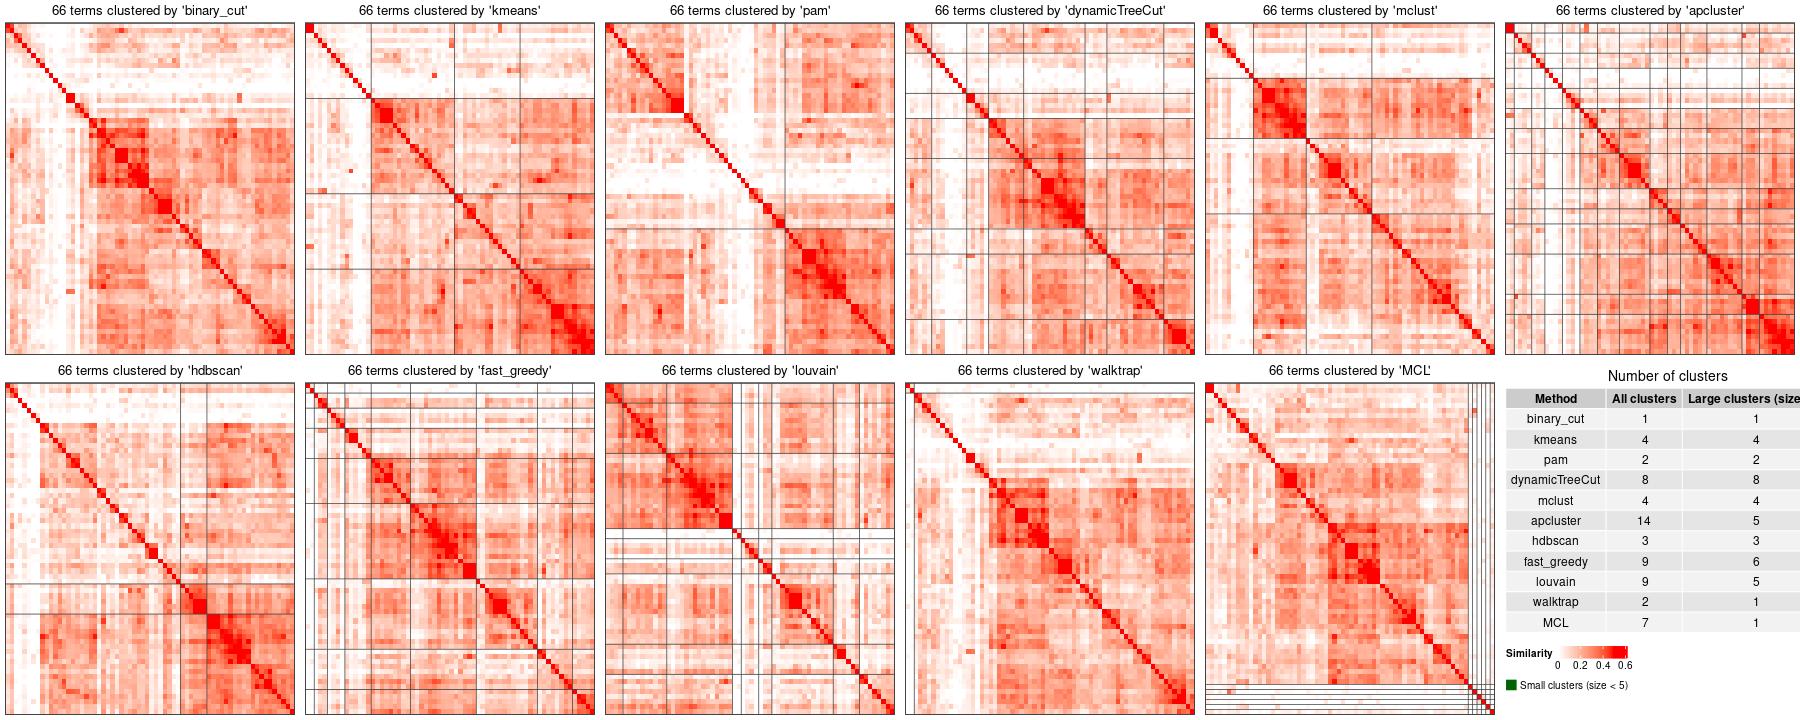 66 terms clustered by 'binary_cut'
66 terms clustered by 'kmeans'
66 terms clustered by 'pam'
66 terms clustered by 'dynamicTreeCut'
66 terms clustered by 'mclust'
66 terms clustered by 'apcluster'
66 terms clustered by 'hdbscan'
66 terms clustered by 'fast_greedy'
66 terms clustered by 'louvain'
66 terms clustered by 'walktrap'
66 terms clustered by 'MCL'
Number of clusters
Method All clusters Large clusters (size
binary_cut 1 1
kmeans 4 4
pam 2 2
dynamicTreeCut 8 8
mclust 4 4
apcluster 14 5
hdbscan 3 3
fast_greedy 9 6
louvain 9 5
walktrap 2 1
MCL 7 1
Similarity
0 0.2 0.4 0.6
Small clusters (size < 5)